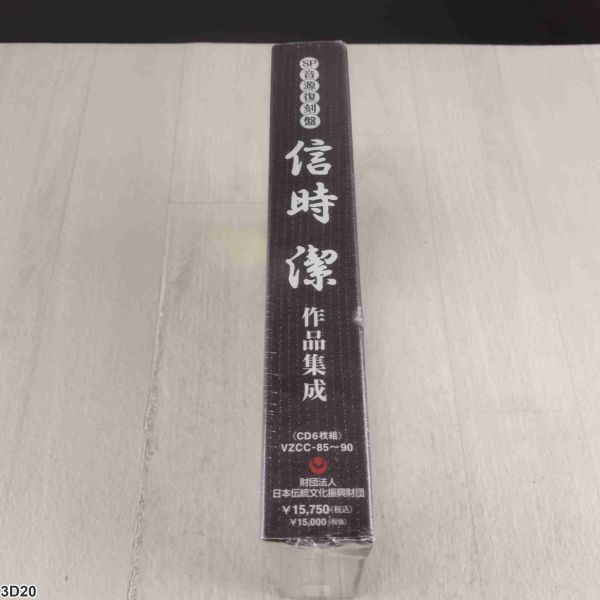 SP音源復刻盤
信時 潔
作品集成
〈CD6枚組〉
VZCC-85〜90
財団法人
日本伝統文化振興財団
￥15,750〈税込〉
￥15,000〈税抜〉
3D20